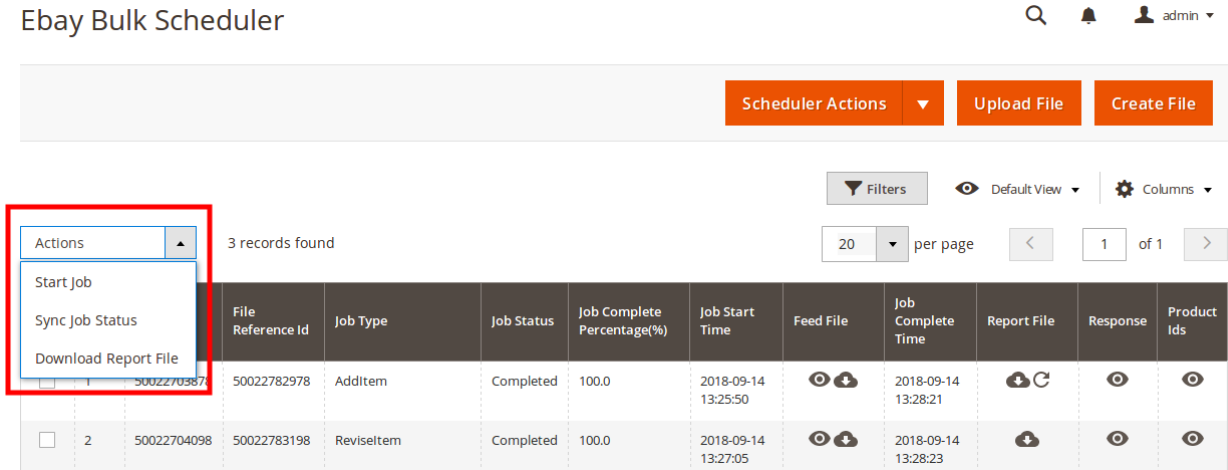 Ebay Bulk Scheduler
admin
Scheduler Actions Upload File Create File
Filters Default View Columns
Actions 3 records found 20 per page 1 of 1
Start Job
Sync Job Status
Download Report File
File Reference Id Job Type Job Status Job Complete Percentage(%) Job Start Time Feed File Job Complete Time Report File Response Product Ids
1 50022703878 50022782978 AddItem Completed 100.0 2018-09-14 13:25:50 2018-09-14 13:28:21
2 50022704098 50022783198 ReviseItem Completed 100.0 2018-09-14 13:27:05 2018-09-14 13:28:23